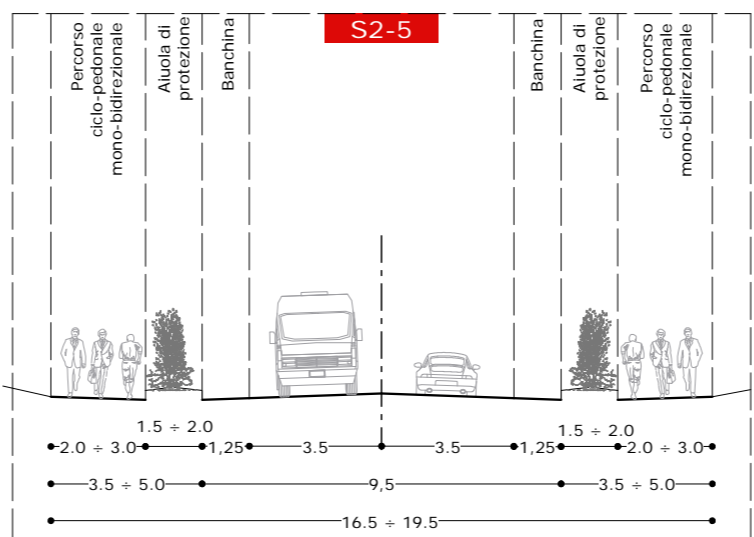 S2-5
Percorso
ciclo-pedonale
mono-bidirezionale
Aiuola di
protezione
Banchina
Banchina
Aiuola di
protezione
Percorso
ciclo-pedonale
mono-bidirezionale
1.5 ÷ 2.0
1.5 ÷ 2.0
2.0 ÷ 3.0
1,25
3.5
3.5
1,25
2.0 ÷ 3.0
3.5 ÷ 5.0
9,5
3.5 ÷ 5.0
16.5 ÷ 19.5